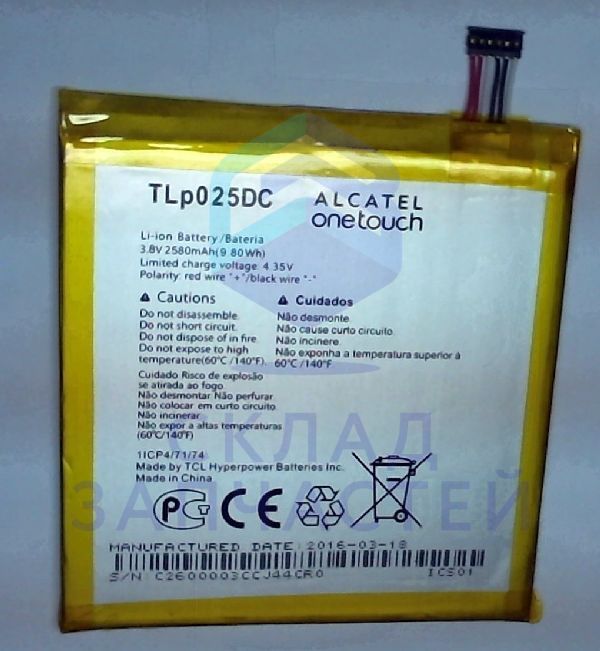 TLp025DC
ALCATEL
onetouch
Li-ion Battery/Bateria
3.8V 2580mAh(9.80Wh)
Limited charge voltage: 4.35V
Polarity: red wire "+"/black wire "-"
Cautions
Do not disassemble.
Do not short circuit.
Do not dispose of in fire.
Do not expose to high
temperature(60°C /140°F).
Cuidados
Não desmonte.
Não cause curto circuito.
Não incinere.
Não exponha a temperatura superior à
60°C /140°F
Cuidado Risco de explosão
se atirada ao fogo.
Não desmontar Não perfurar
Não colocar em curto circuito
Não incinerar
Não expor a altas temperaturas
(60°C/140°F)
1ICP4/71/74
Made by TCL Hyperpower Batteries Inc.
Made in China
PG CE
СКЛАД
ЗАПЧАСТЕЙ
MANUFACTURED DATE:2016-03-18
S/N C2600003CCJ44CR0 ICS01